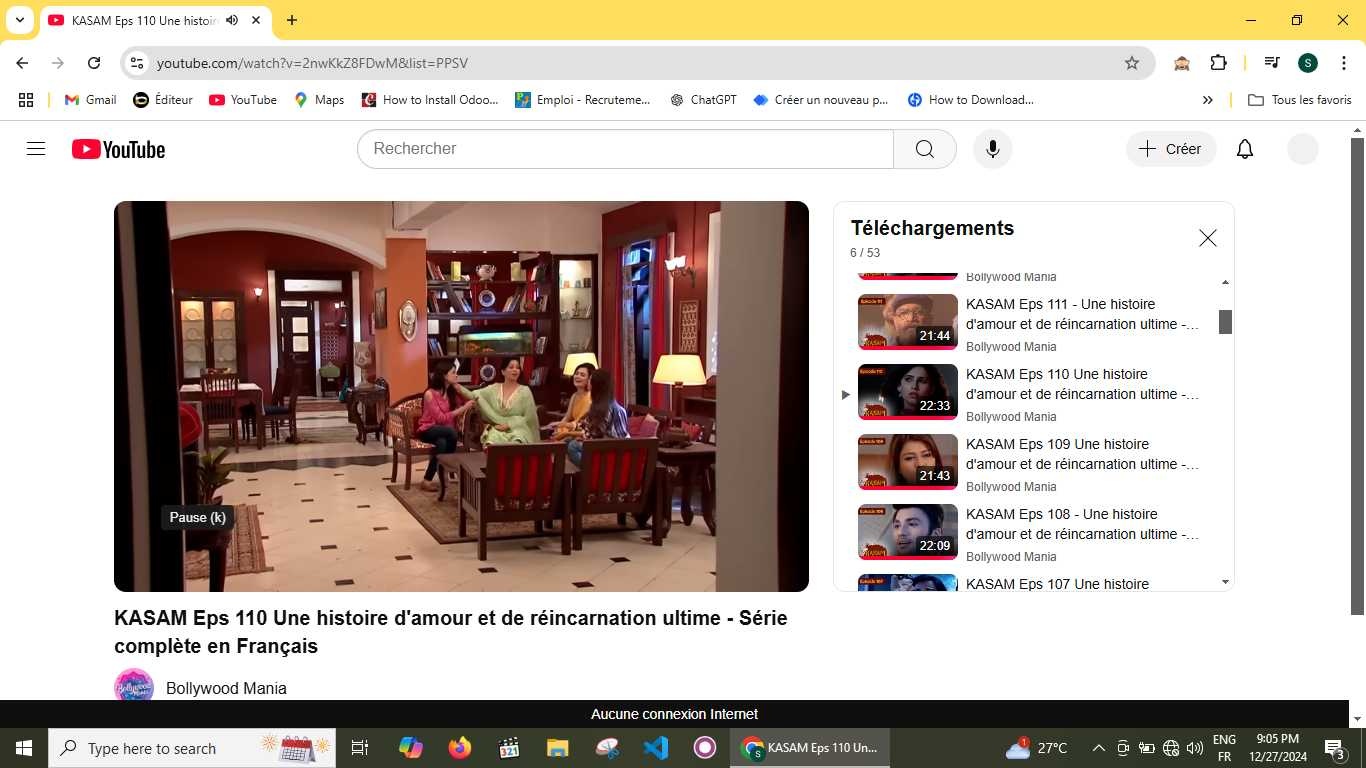 KASAM Eps 110 Une histoir
youtube.com/watch?v=2nwKkZ8FDwM&list=PPSV
S
Gmail
Éditeur
YouTube
Maps
How to Install Odoo...
Emploi - Recruteme...
ChatGPT
Créer un nouveau p...
How to Download...
Tous les favoris
YouTube
Rechercher
Créer
Pause (k)
Téléchargements
6 / 53
Bollywood Mania
KASAM Eps 111 - Une histoire
d'amour et de réincarnation ultime -...
21:44
Bollywood Mania
KASAM Eps 110 Une histoire
d'amour et de réincarnation ultime -...
22:33
Bollywood Mania
KASAM Eps 109 Une histoire
d'amour et de réincarnation ultime -...
21:43
Bollywood Mania
KASAM Eps 108 - Une histoire
d'amour et de réincarnation ultime -...
22:09
Bollywood Mania
KASAM Eps 107 Une histoire
KASAM Eps 110 Une histoire d'amour et de réincarnation ultime - Série
complète en Français
Bollywood Mania
Aucune connexion Internet
Type here to search
KASAM Eps 110 Un...
27°C
ENG
FR
9:05 PM
12/27/2024
3